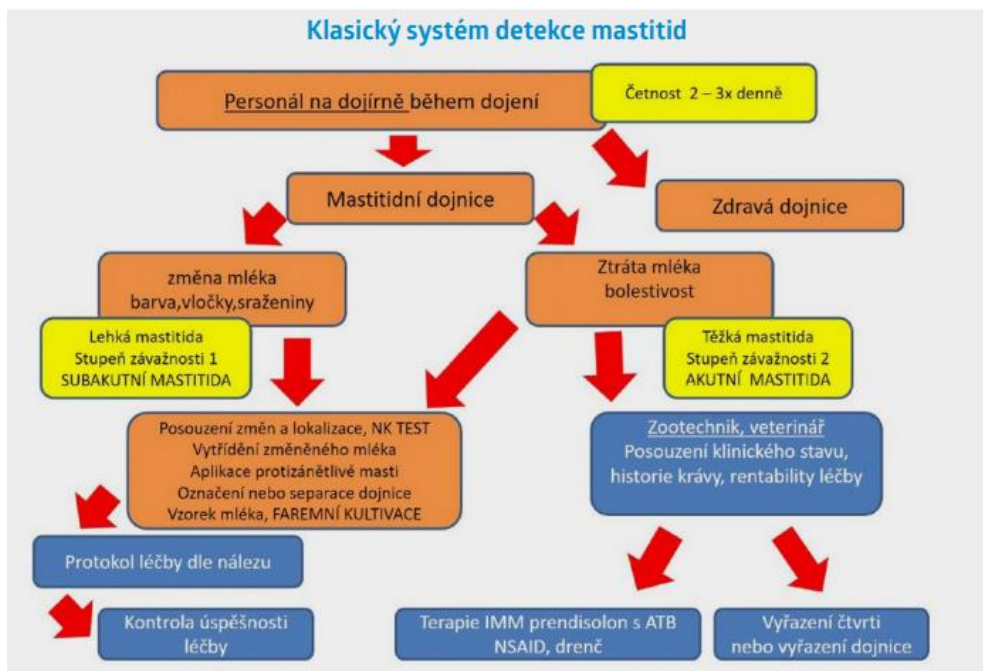 Klasický systém detekce mastitid
Personál na dojírně během dojení
Četnost 2 – 3x denně
Mastitidní dojnice
Zdravá dojnice
změna mléka
barva,vločky,sraženiny
Ztráta mléka
bolestivost
Lehká mastitida
Stupeň závažnosti 1
SUBAKUTNÍ MASTITIDA
Těžká mastitida
Stupeň závažnosti 2
AKUTNÍ MASTITIDA
Posouzení změn a lokalizace, NK TEST
Vytřídění změněného mléka
Aplikace protizánětlivé masti
Označení nebo separace dojnice
Vzorek mléka, FAREMNÍ KULTIVACE
Zootechnik, veterinář
Posouzení klinického stavu,
historie krávy, rentability léčby
Protokol léčby dle nálezu
Kontrola úspěšnosti
léčby
Terapie IMM prendisolon s ATB
NSAID, drenč
Vyřazení čtvrti
nebo vyřazení dojnice